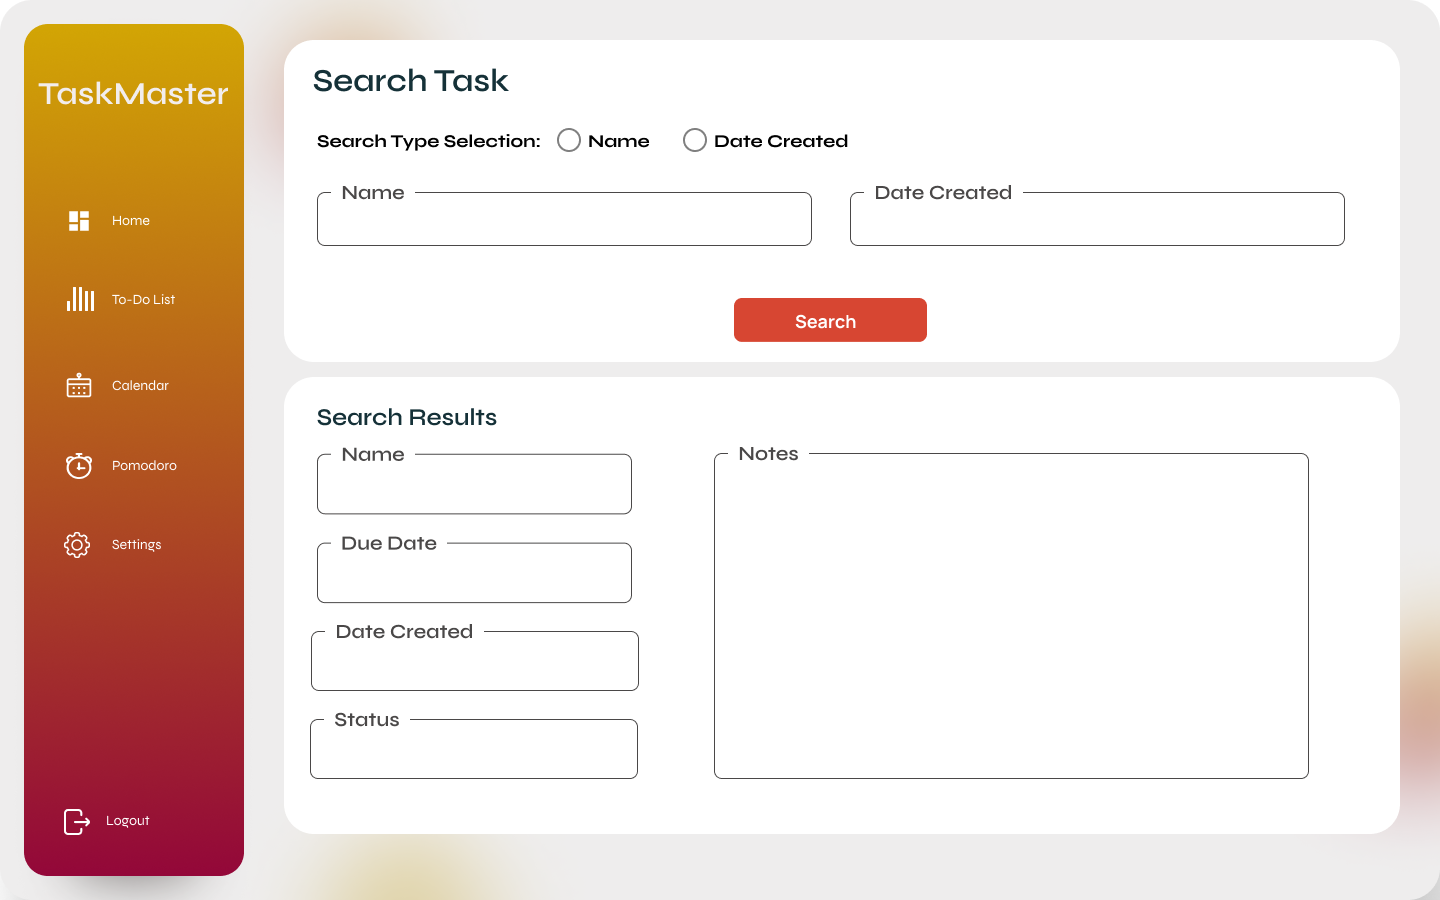 TaskMaster
Home
To-Do List
Calendar
Pomodoro
Settings
Logout
Search Task
Search Type Selection: Name Date Created
Name
Date Created
Search
Search Results
Name
Due Date
Date Created
Status
Notes